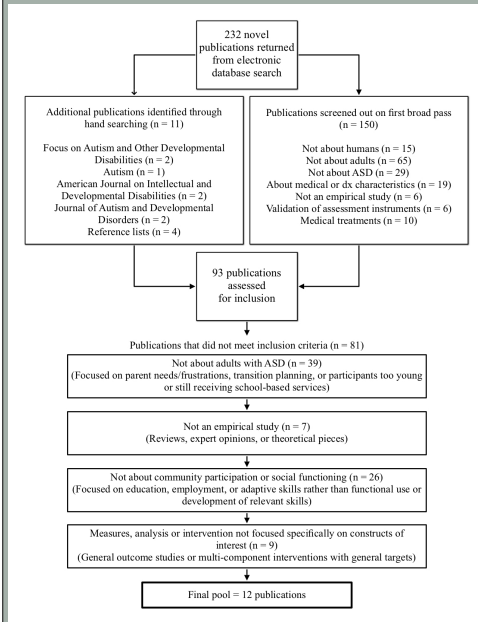 232 novel
publications returned
from electronic
database search
Additional publications identified through
hand searching (n = 11)
Focus on Autism and Other Developmental
Disabilities (n = 2)
Autism (n = 1)
American Journal on Intellectual and
Developmental Disabilities (n = 2)
Journal of Autism and Developmental
Disorders (n = 2)
Reference lists (n = 4)
Publications screened out on first broad pass
(n = 150)
Not about humans (n = 15)
Not about adults (n = 65)
Not about ASD (n = 29)
About medical or dx characteristics (n = 19)
Not an empirical study (n = 6)
Validation of assessment instruments (n = 6)
Medical treatments (n = 10)
93 publications
assessed
for inclusion
Publications that did not meet inclusion criteria (n = 81)
Not about adults with ASD (n = 39)
(Focused on parent needs/frustrations, transition planning, or participants too young
or still receiving school-based services)
Not an empirical study (n = 7)
(Reviews, expert opinions, or theoretical pieces)
Not about community participation or social functioning (n = 26)
(Focused on education, employment, or adaptive skills rather than functional use or
development of relevant skills)
Measures, analysis or intervention not focused specifically on constructs of
interest (n = 9)
(General outcome studies or multi-component interventions with general targets)
Final pool = 12 publications